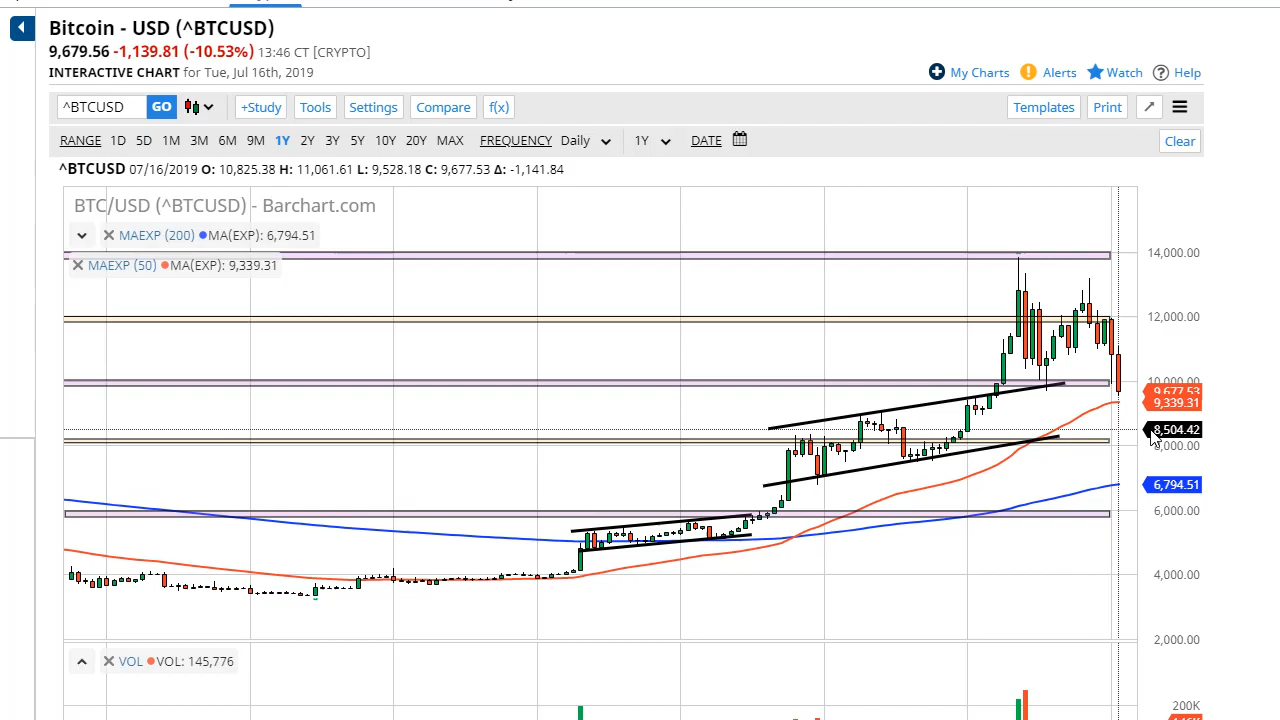 Bitcoin - USD (^BTCUSD)
9,679.56 -1,139.81 (-10.53%) 13:46 CT [CRYPTO]
INTERACTIVE CHART for Tue, Jul 16th, 2019
My Charts Alerts Watch Help
^BTCUSD GO +Study Tools Settings Compare f(x) Templates Print
RANGE 1D 5D 1M 3M 6M 9M 1Y 2Y 3Y 5Y 10Y 20Y MAX FREQUENCY Daily 1Y DATE Clear
^BTCUSD 07/16/2019 O: 10,825.38 H: 11,061.61 L: 9,528.18 C: 9,677.53 Δ: -1,141.84
BTC/USD (^BTCUSD) - Barchart.com
MAEXP (200) MA(EXP): 6,794.51
MAEXP (50) MA(EXP): 9,339.31
14,000.00
12,000.00
10,000.00
9,677.53
9,339.31
8,504.42
8,000.00
6,794.51
6,000.00
4,000.00
2,000.00
VOL VOL: 145,776
200K